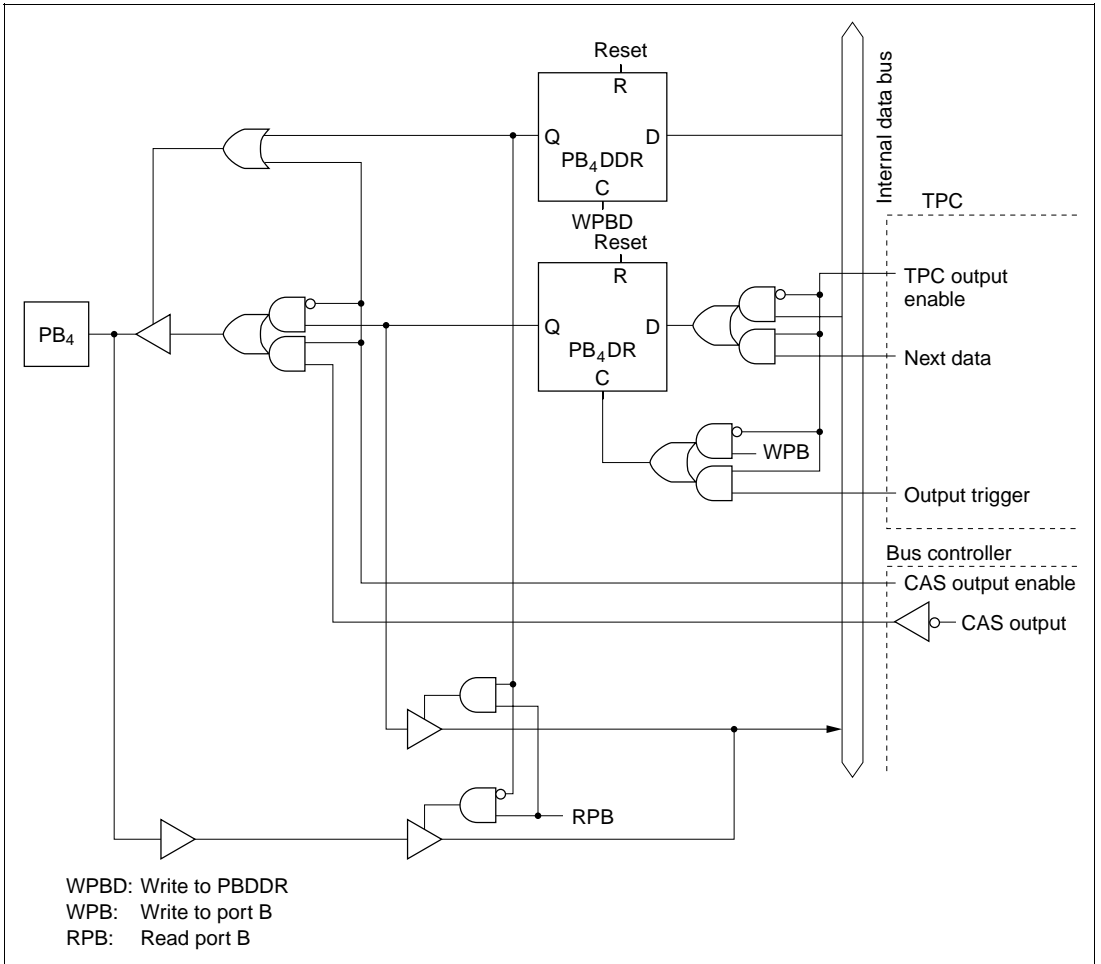 Reset
R
Q
D
PB4DDR
C
WPBD
Internal data bus
TPC
Reset
R
TPC output
enable
PB4
Q
D
PB4DR
C
Next data
WPB
Output trigger
Bus controller
CAS output enable
CAS output
RPB
WPBD: Write to PBDDR
WPB: Write to port B
RPB: Read port B